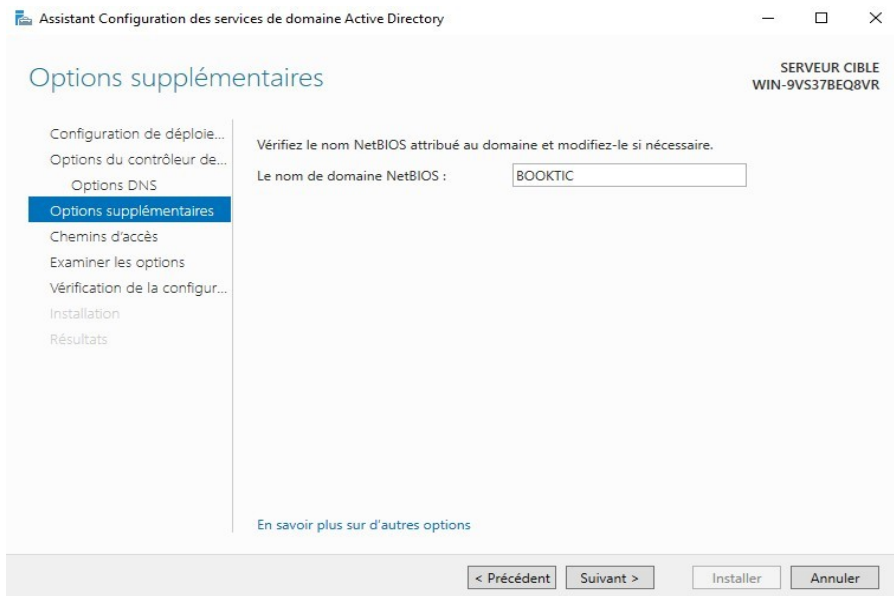 Assistant Configuration des services de domaine Active Directory
Options supplémentaires
SERVEUR CIBLE
WIN-9VS37BEQ8VR
Configuration de déploie...
Options du contrôleur de...
Options DNS
Options supplémentaires
Chemins d'accès
Examiner les options
Vérification de la configur...
Installation
Résultats
Vérifiez le nom NetBIOS attribué au domaine et modifiez-le si nécessaire.
Le nom de domaine NetBIOS : BOOKTIC
En savoir plus sur d'autres options
< Précédent Suivant > Installer Annuler